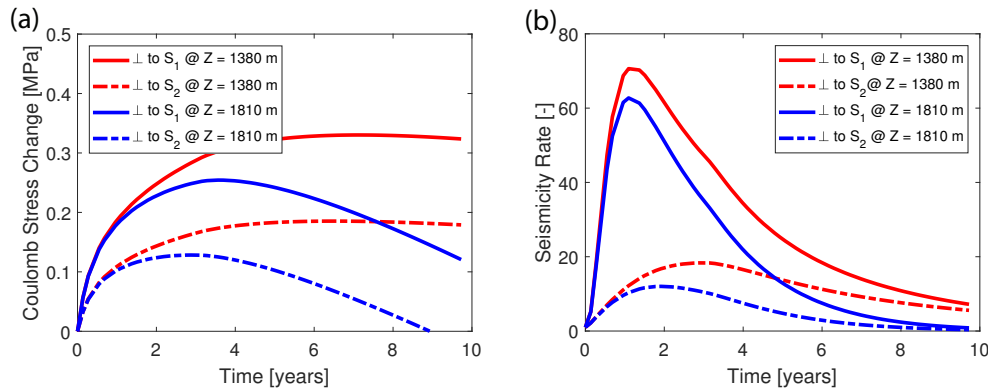 (a)
Coulomb Stress Change [MPa]
0.5
0.4
0.3
0.2
0.1
0
⊥ to S₁ @ Z = 1380 m
⊥ to S₂ @ Z = 1380 m
⊥ to S₁ @ Z = 1810 m
⊥ to S₂ @ Z = 1810 m
0 2 4 6 8 10
Time [years]
(b)
Seismicity Rate [-]
80
60
40
20
0
⊥ to S₁ @ Z = 1380 m
⊥ to S₂@ Z = 1380 m
⊥ to S₁ @ Z = 1810 m
⊥ to S₂ @ Z = 1810 m
0 2 4 6 8 10
Time [years]